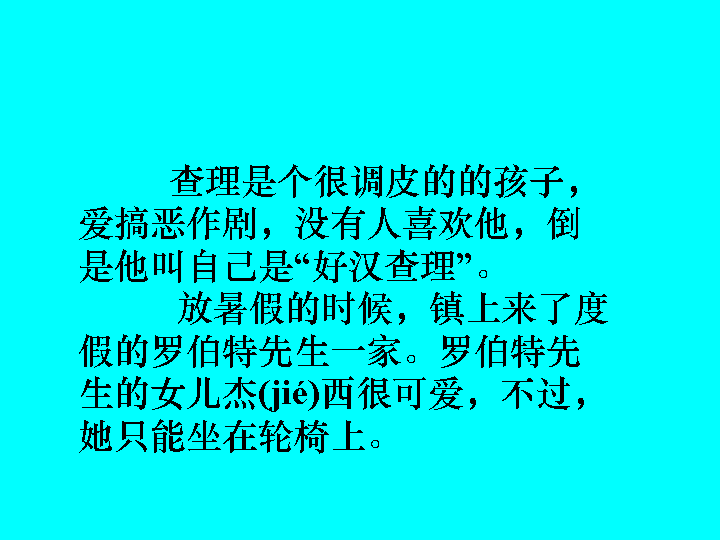 查理是个很调皮的的孩子，
爱搞恶作剧，没有人喜欢他，倒
是他叫自己是“好汉查理”。
放暑假的时候，镇上来了度
假的罗伯特先生一家。罗伯特先
生的女儿杰(jié)西很可爱，不过，
她只能坐在轮椅上。